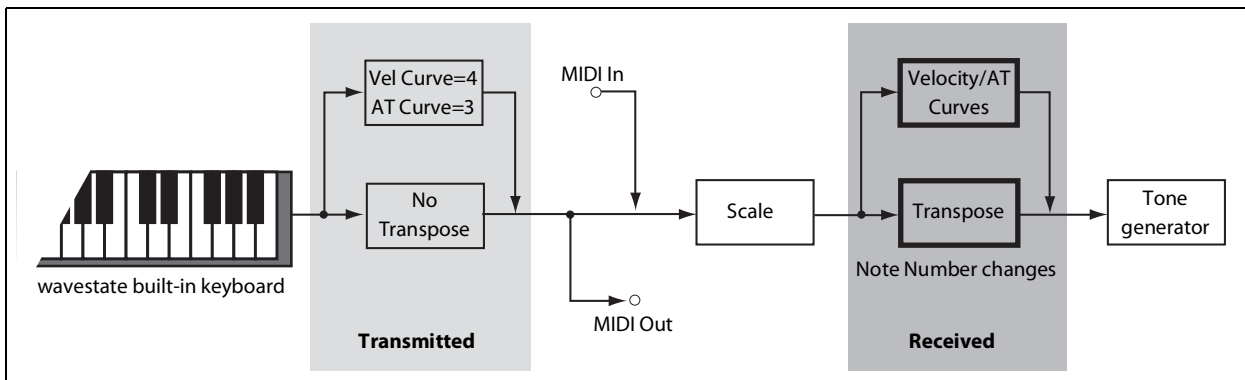 Vel Curve=4
AT Curve=3
No
Transpose
wavestate built-in keyboard
Transmitted
MIDI In
MIDI Out
Scale
Velocity/AT
Curves
Transpose
Note Number changes
Received
Tone
generator